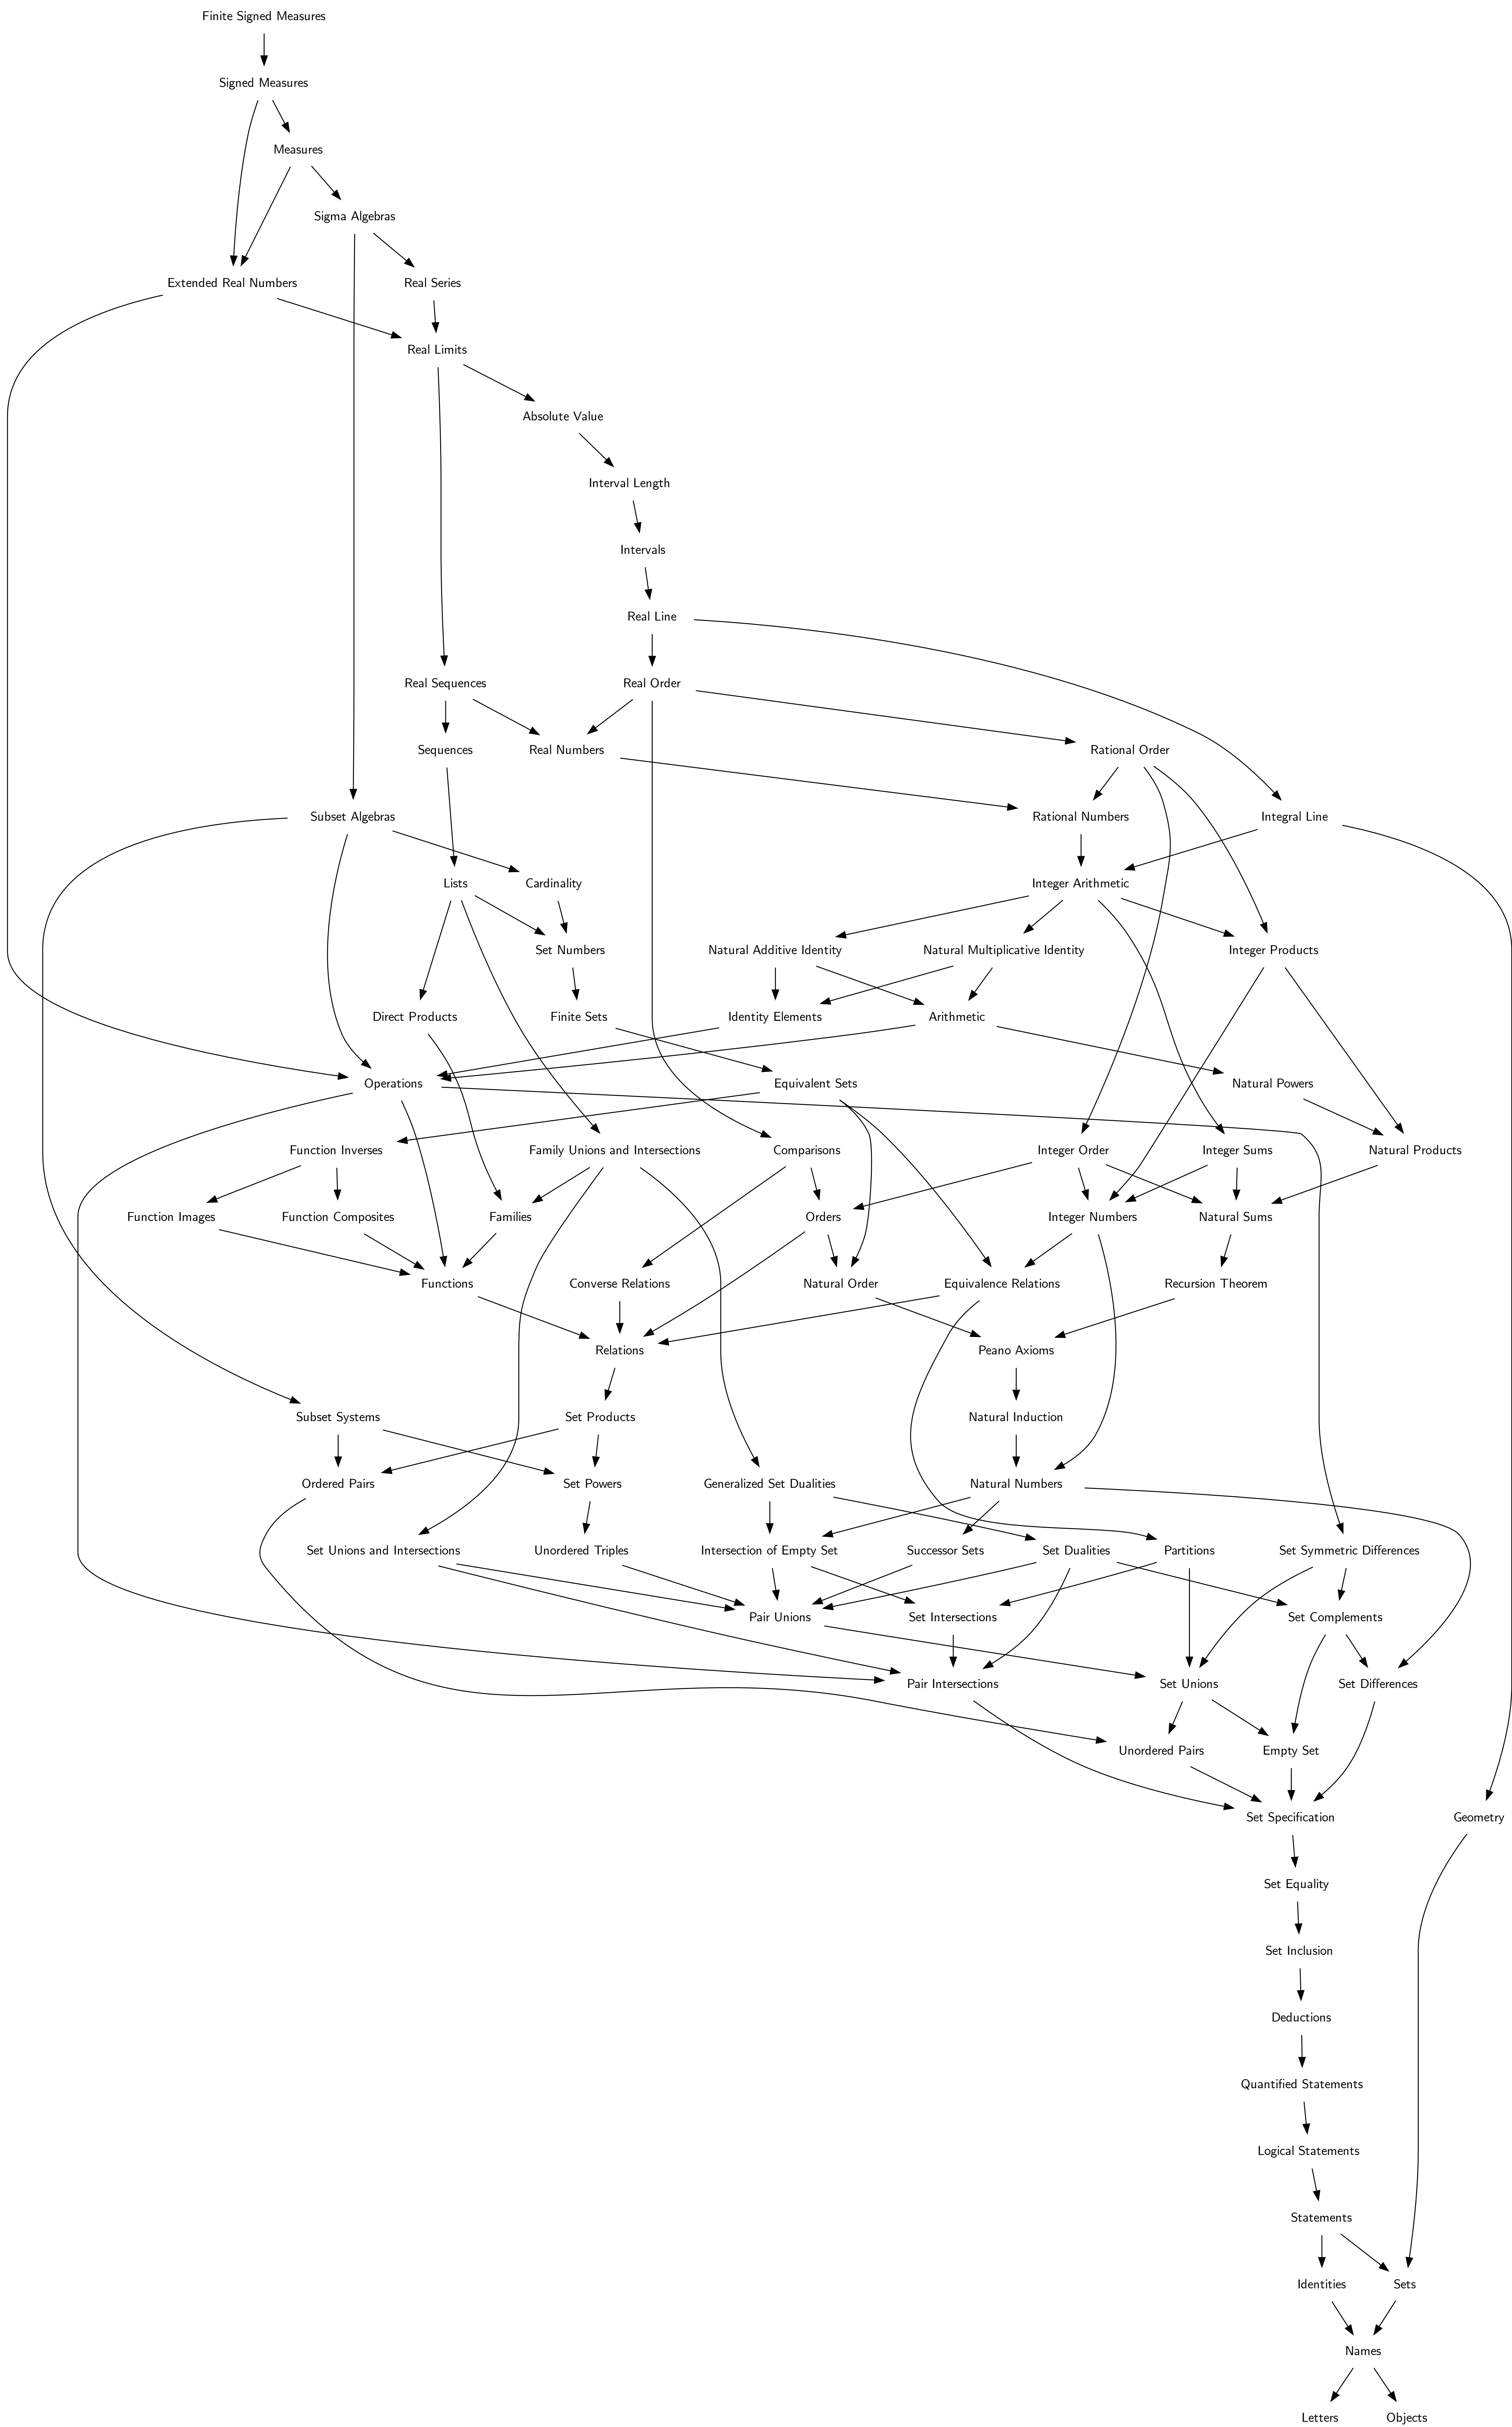 Finite Signed Measures
Signed Measures
Measures
Sigma Algebras
Extended Real Numbers
Real Series
Real Limits
Absolute Value
Interval Length
Intervals
Real Line
Real Sequences
Real Order
Sequences
Real Numbers
Rational Order
Subset Algebras
Rational Numbers
Integral Line
Lists
Cardinality
Integer Arithmetic
Set Numbers
Natural Additive Identity
Natural Multiplicative Identity
Integer Products
Direct Products
Finite Sets
Identity Elements
Arithmetic
Operations
Equivalent Sets
Natural Powers
Function Inverses
Family Unions and Intersections
Comparisons
Integer Order
Integer Sums
Natural Products
Function Images
Function Composites
Families
Orders
Integer Numbers
Natural Sums
Functions
Converse Relations
Natural Order
Equivalence Relations
Recursion Theorem
Relations
Peano Axioms
Subset Systems
Set Products
Natural Induction
Ordered Pairs
Set Powers
Generalized Set Dualities
Natural Numbers
Set Unions and Intersections
Unordered Triples
Intersection of Empty Set
Successor Sets
Set Dualities
Partitions
Set Symmetric Differences
Pair Unions
Set Intersections
Set Complements
Pair Intersections
Set Unions
Set Differences
Unordered Pairs
Empty Set
Set Specification
Geometry
Set Equality
Set Inclusion
Deductions
Quantified Statements
Logical Statements
Statements
Identities
Sets
Names
Letters
Objects